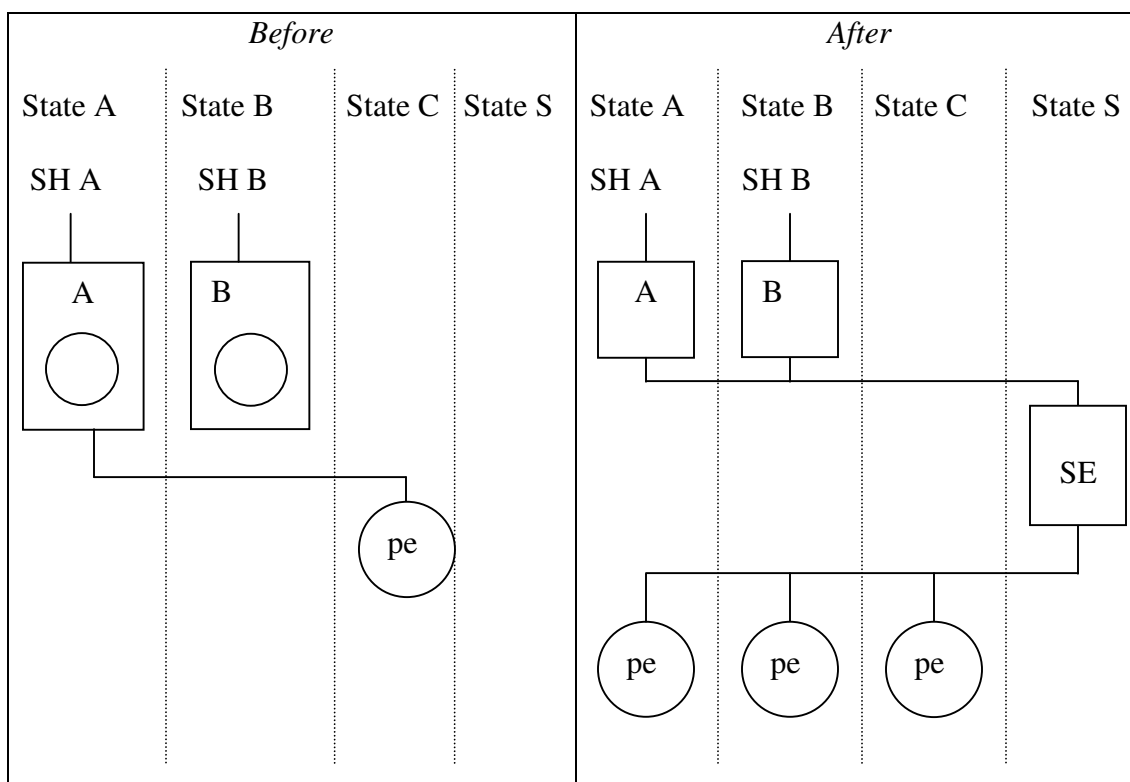 Before
After
State A State B State C State S
State A State B State C State S
SH A SH B
SH A SH B
A B
A B
SE
pe
pe pe pe